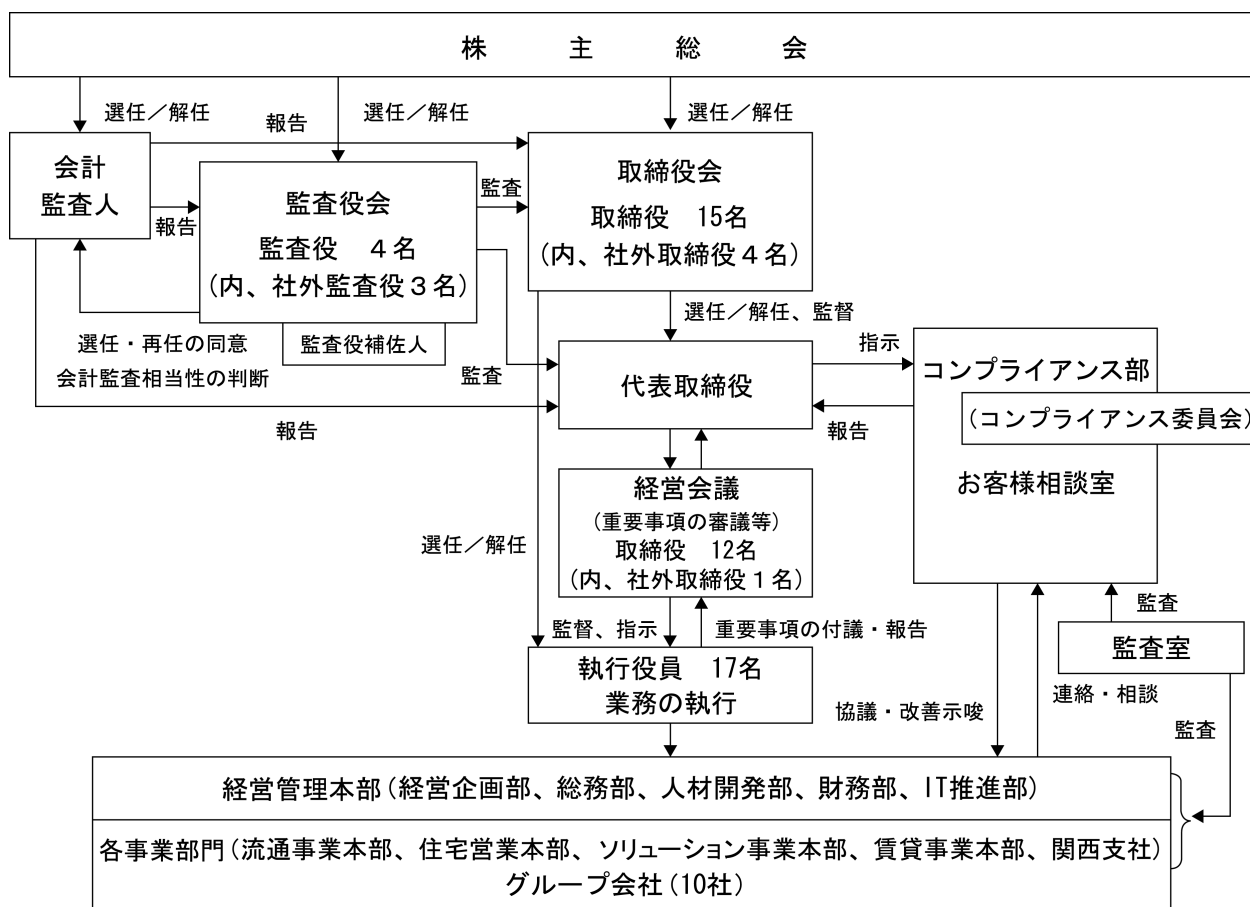 株主総会
選任／解任
選任／解任
選任／解任
報告
会計
監査人
報告
監査役会
監査役　４名
（内、社外監査役３名）
監査役補佐人
監査
取締役会
取締役　15名
（内、社外取締役４名）
選任・再任の同意
会計監査相当性の判断
監査
報告
選任／解任、監督
代表取締役
指示
報告
コンプライアンス部
（コンプライアンス委員会）
お客様相談室
経営会議
（重要事項の審議等）
取締役　12名
（内、社外取締役１名）
選任／解任
監督、指示
重要事項の付議・報告
執行役員　17名
業務の執行
監査
監査室
連絡・相談
協議・改善示唆
監査
経営管理本部（経営企画部、総務部、人材開発部、財務部、IT推進部）
各事業部門（流通事業本部、住宅営業本部、ソリューション事業本部、賃貸事業本部、関西支社）
グループ会社（10社）